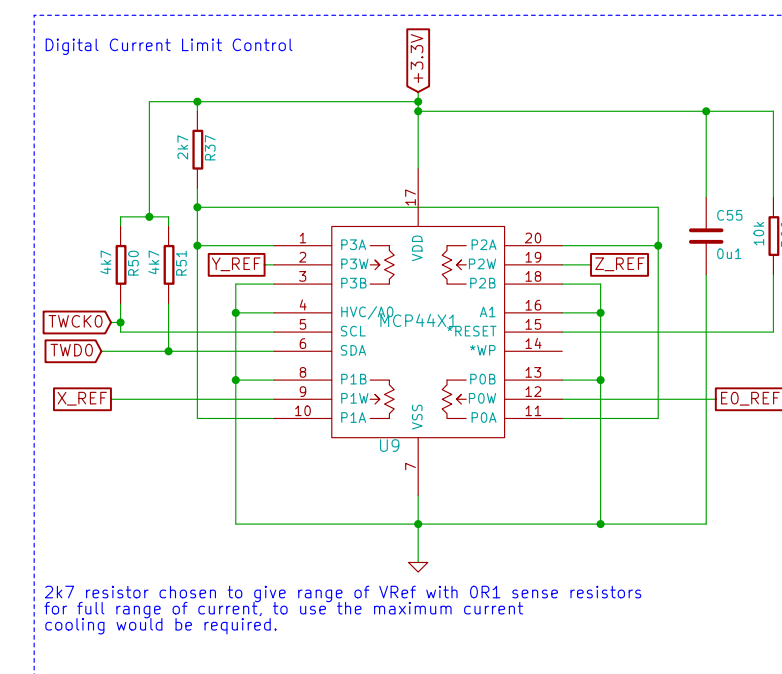 Digital Current Limit Control
+3.3V
2k7
R37
17
C55
0u1
10k
4k7
R50
4k7
R51
VDD
1
P3A
P2A
20
Y_REF
2
P3W
P2W
19
Z_REF
3
P3B
P2B
18
4
HVC/A0
A1
16
MCP44X1
TWCK0
5
SCL
*RESET
15
TWD0
6
SDA
*WP
14
8
P1B
P0B
13
X_REF
9
P1W
P0W
12
E0_REF
10
P1A
P0A
11
VSS
U9
7
2k7 resistor chosen to give range of VRef with 0R1 sense resistors
for full range of current, to use the maximum current
cooling would be required.